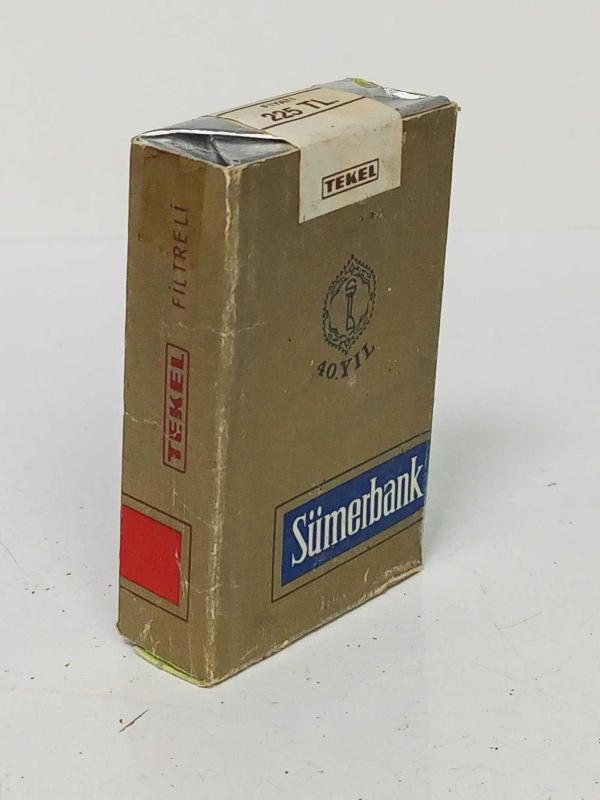 FİYATI
225 TL.
TEKEL
FİLTRELİ
TEKEL
40.YIL
Sümerbank